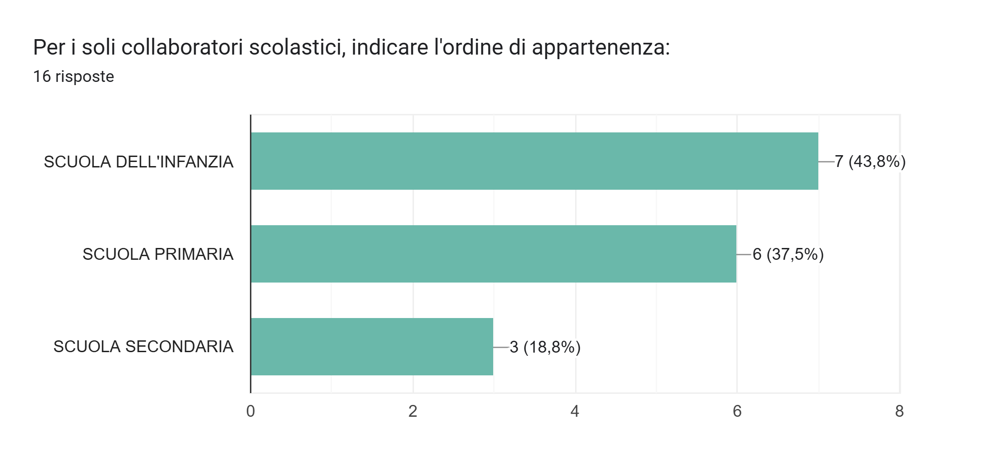 Per i soli collaboratori scolastici, indicare l'ordine di appartenenza:
16 risposte
SCUOLA DELL'INFANZIA
7 (43,8%)
SCUOLA PRIMARIA
6 (37,5%)
SCUOLA SECONDARIA
3 (18,8%)
0 2 4 6 8